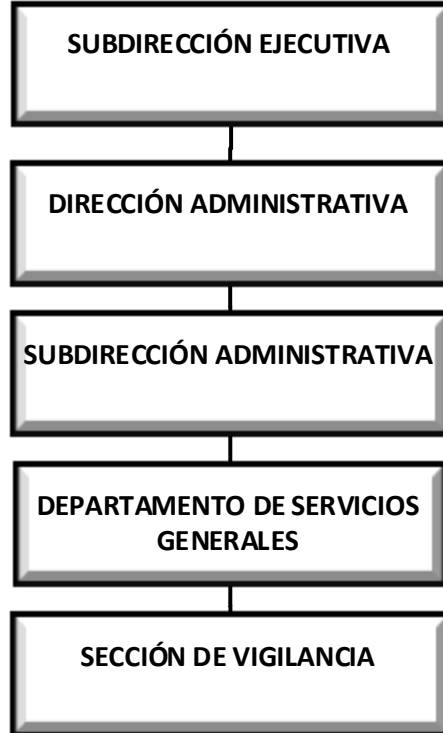 SUBDIRECCIÓN EJECUTIVA
DIRECCIÓN ADMINISTRATIVA
SUBDIRECCIÓN ADMINISTRATIVA
DEPARTAMENTO DE SERVICIOS
GENERALES
SECCIÓN DE VIGILANCIA